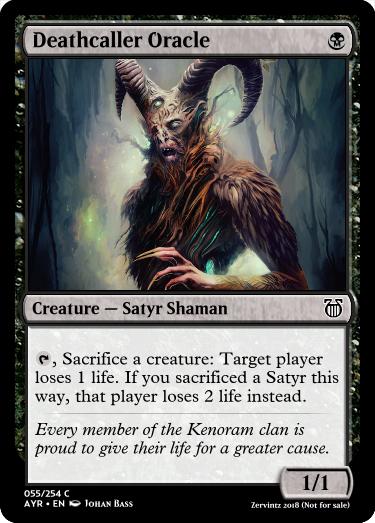 Deathcaller Oracle
Creature — Satyr Shaman
, Sacrifice a creature: Target player
loses 1 life. If you sacrificed a Satyr this
way, that player loses 2 life instead.
Every member of the Kenoram clan is
proud to give their life for a greater cause.
1/1
055/254 C
AYR • EN Johan Bass
Zervintz 2018 (Not for sale)